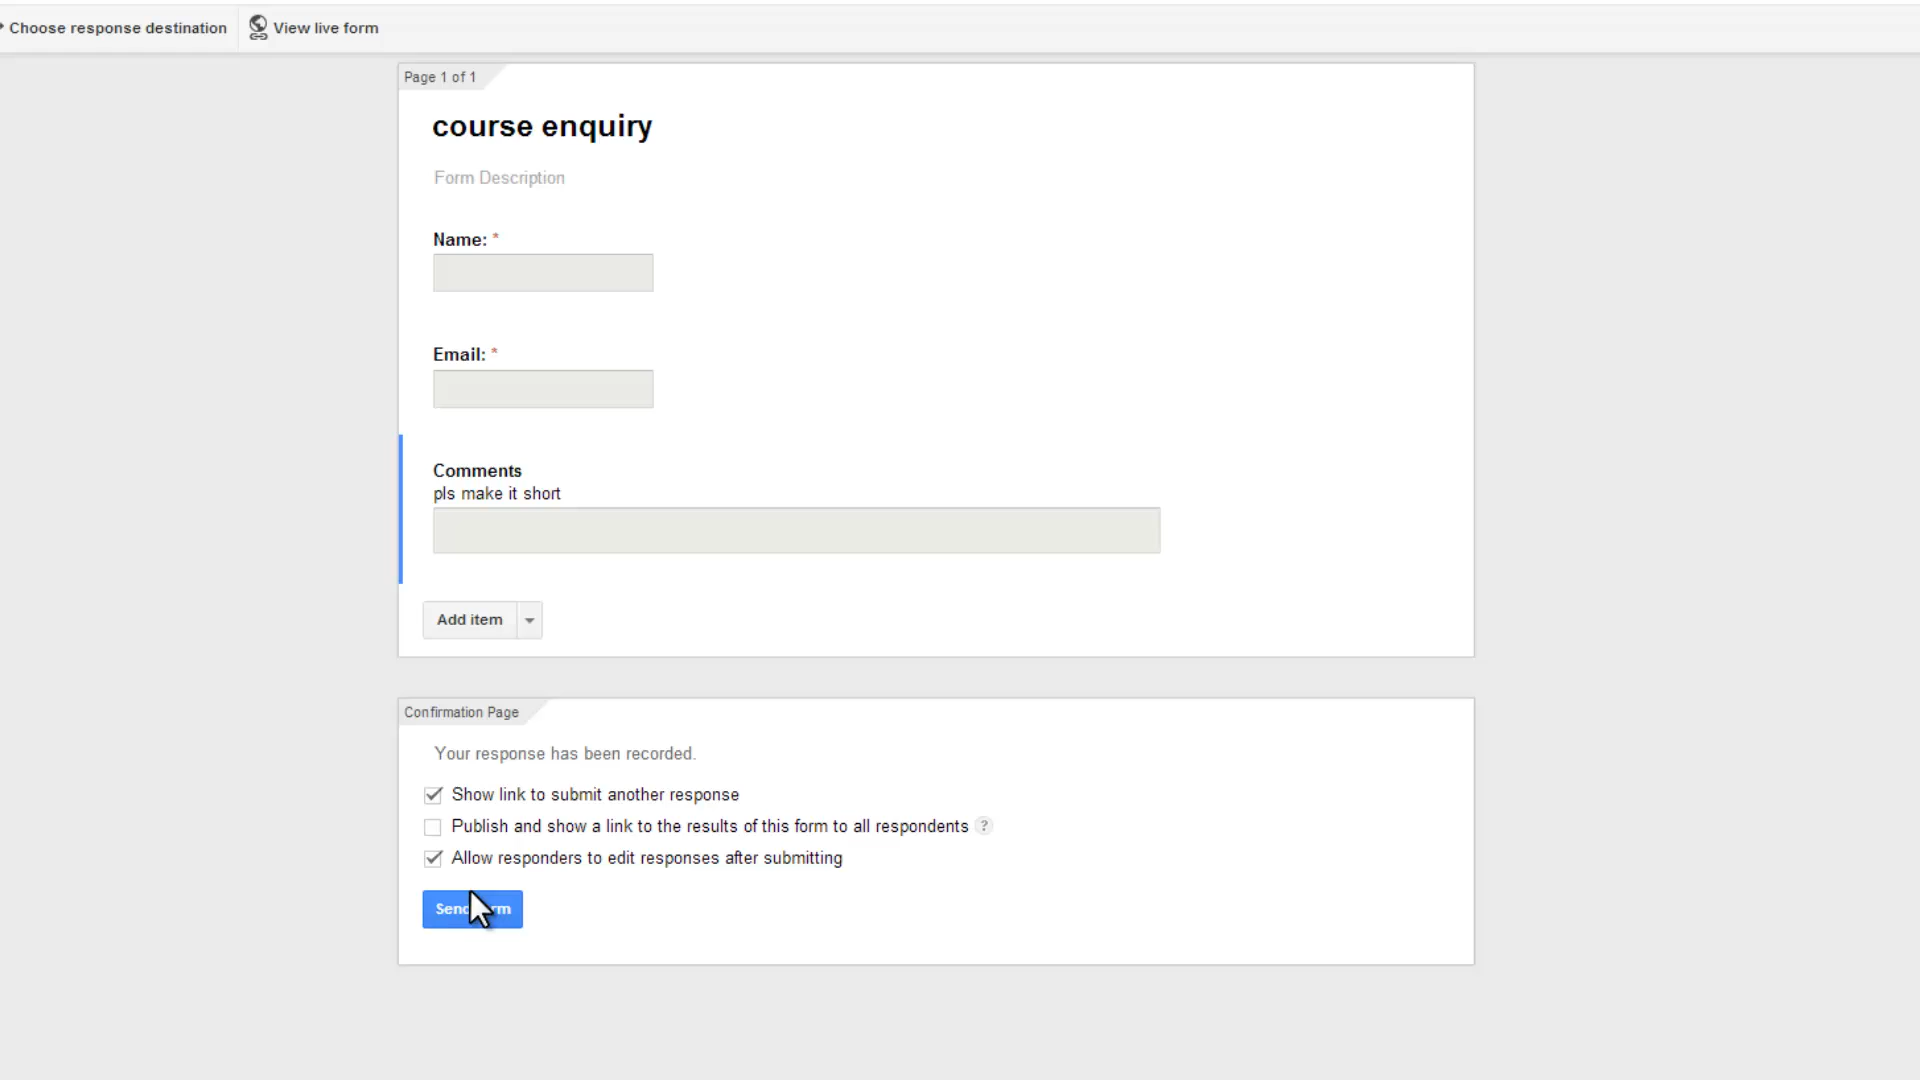 Choose response destination
View live form
Page 1 of 1
course enquiry
Form Description
Name: *
Email: *
Comments
pls make it short
Add item
Confirmation Page
Your response has been recorded.
Show link to submit another response
Publish and show a link to the results of this form to all respondents ?
Allow responders to edit responses after submitting